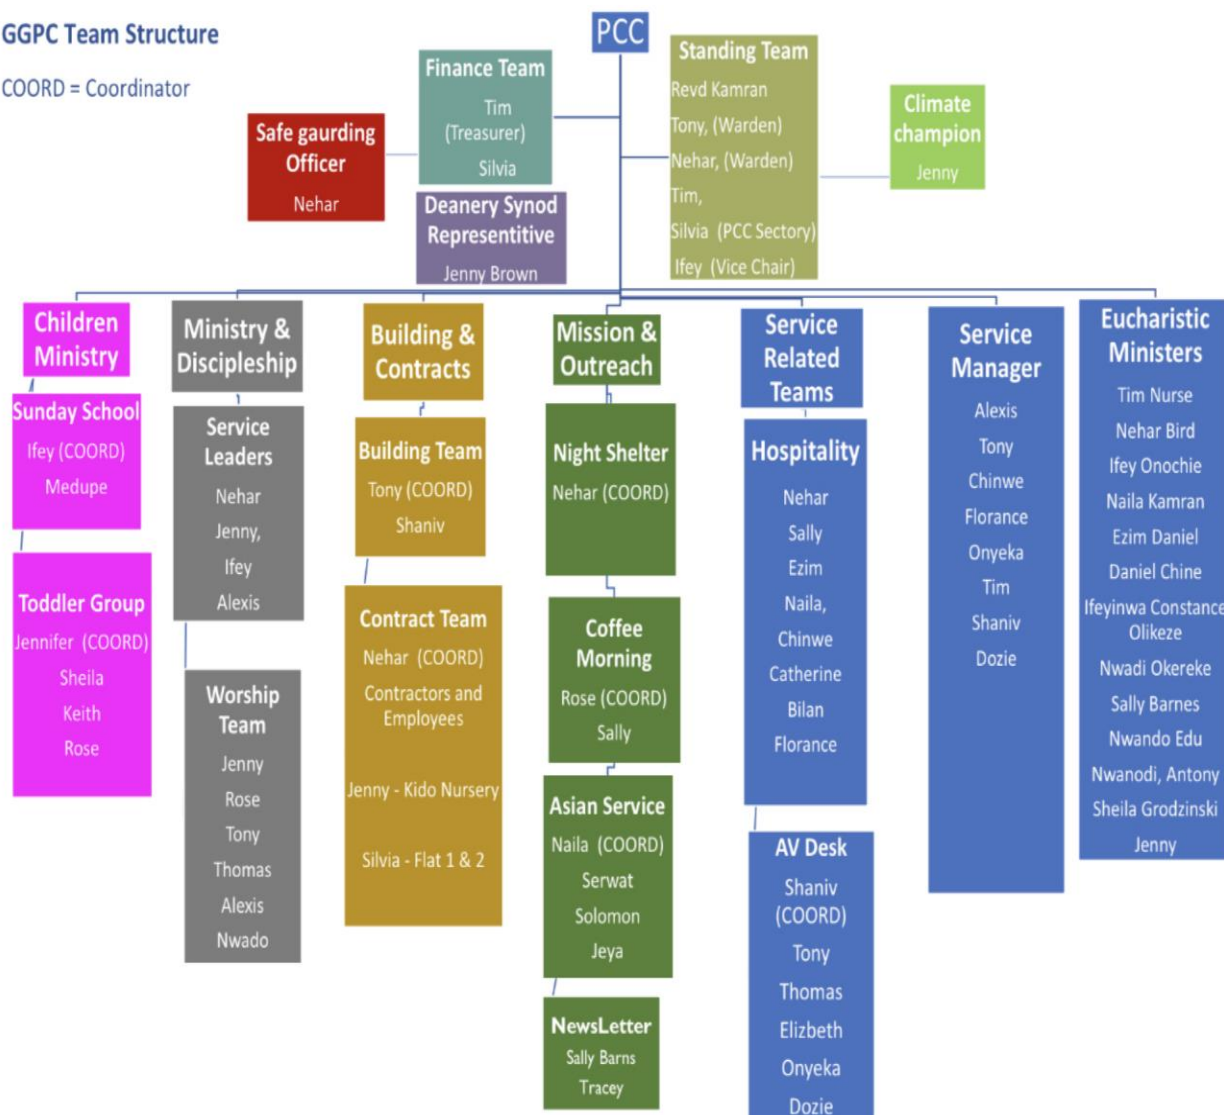 GGPC Team Structure
COORD = Coordinator
PCC
Finance Team
Tim
(Treasurer)
Silvia
Standing Team
Revd Kamran
Tony, (Warden)
Nehar, (Warden)
Tim,
Silvia (PCC Sectory)
Ifey (Vice Chair)
Climate
champion
Jenny
Safe gaurding
Officer
Nehar
Deanery Synod
Representitive
Jenny Brown
Children
Ministry
Sunday School
Ifey (COORD)
Medupe
Toddler Group
Jennifer (COORD)
Sheila
Keith
Rose
Ministry &
Discipleship
Service
Leaders
Nehar
Jenny,
Ifey
Alexis
Worship
Team
Jenny
Rose
Tony
Thomas
Alexis
Nwado
Building &
Contracts
Building Team
Tony (COORD)
Shaniv
Contract Team
Nehar (COORD)
Contractors and
Employees
Jenny - Kido Nursery
Silvia - Flat 1 & 2
Mission &
Outreach
Night Shelter
Nehar (COORD)
Coffee
Morning
Rose (COORD)
Sally
Asian Service
Naila (COORD)
Serwat
Solomon
Jeya
NewsLetter
Sally Barns
Tracey
Service
Related
Teams
Hospitality
Nehar
Sally
Ezim
Naila,
Chinwe
Catherine
Bilan
Florance
AV Desk
Shaniv
(COORD)
Tony
Thomas
Elizbeth
Onyeka
Dozie
Service
Manager
Alexis
Tony
Chinwe
Florance
Onyeka
Tim
Shaniv
Dozie
Eucharistic
Ministers
Tim Nurse
Nehar Bird
Ifey Onochie
Naila Kamran
Ezim Daniel
Daniel Chine
Ifeyinwa Constance
Olikeze
Nwadi Okereke
Sally Barnes
Nwando Edu
Nwanodi, Antony
Sheila Grodzinski
Jenny